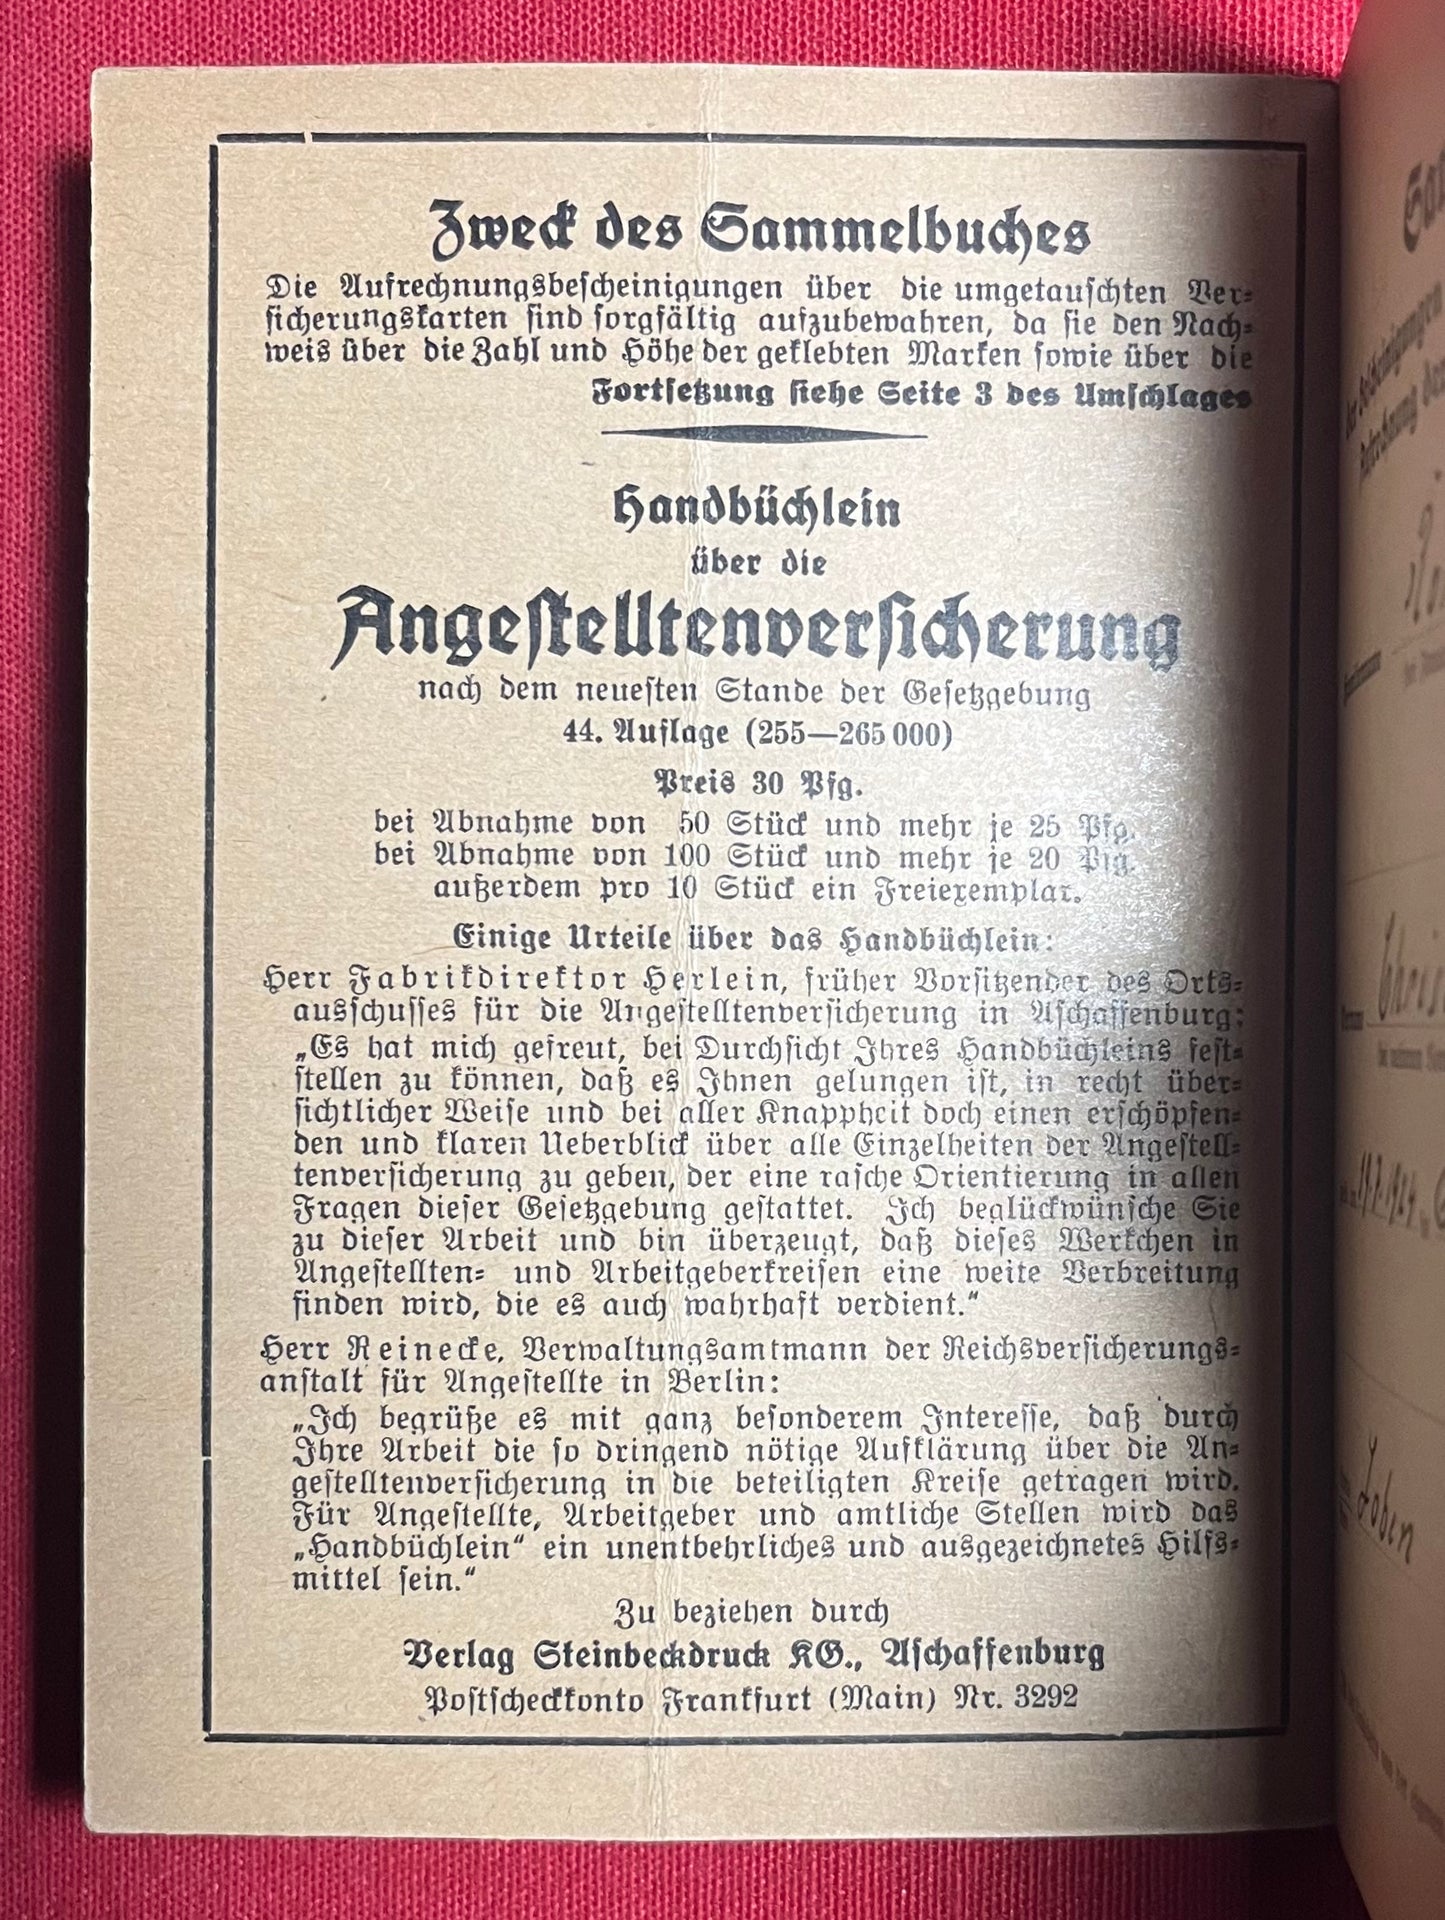 Zweck des Sammelbuches
Die Aufrechnungsbescheinigungen über die umgetauschten Ver-
sicherungskarten sind sorgfältig aufzubewahren, da sie den Nach-
weis über die Zahl und Höhe der geklebten Marken sowie über die
Fortsetzung siehe Seite 3 des Umschlages
Handbüchlein
über die
Angestelltenversicherung
nach dem neuesten Stande der Gesetzgebung
44. Auflage (255—265 000)
Preis 30 Pfg.
bei Abnahme von 50 Stück und mehr je 25 Pfg.
bei Abnahme von 100 Stück und mehr je 20 Pfg.
außerdem pro 10 Stück ein Freiexemplar.
Einige Urteile über das Handbüchlein:
Herr Fabrikdirektor Herlein, früher Vorsitzender des Orts-
ausschusses für die Angestelltenversicherung in Aschaffenburg:
„Es hat mich gefreut, bei Durchsicht Ihres Handbüchleins fest-
stellen zu können, daß es Ihnen gelungen ist, in recht über-
sichtlicher Weise und bei aller Knappheit doch einen erschöpfen-
den und klaren Ueberblick über alle Einzelheiten der Angestell-
tenversicherung zu geben, der eine rasche Orientierung in allen
Fragen dieser Gesetzgebung gestattet. Ich beglückwünsche Sie
zu dieser Arbeit und bin überzeugt, daß dieses Werkchen in
Angestellten- und Arbeitgeberkreisen eine weite Verbreitung
finden wird, die es auch wahrhaft verdient.“
Herr Reinecke, Verwaltungsamtmann der Reichsversicherungs-
anstalt für Angestellte in Berlin:
„Ich begrüße es mit ganz besonderem Interesse, daß durch
Ihre Arbeit die so dringend nötige Aufklärung über die An-
gestelltenversicherung in die beteiligten Kreise getragen wird.
Für Angestellte, Arbeitgeber und amtliche Stellen wird das
„Handbüchlein“ ein unentbehrliches und ausgezeichnetes Hilfs-
mittel sein.“
Zu beziehen durch
Verlag Steinbeckdruck KG., Aschaffenburg
Postscheckkonto Frankfurt (Main) Nr. 3292